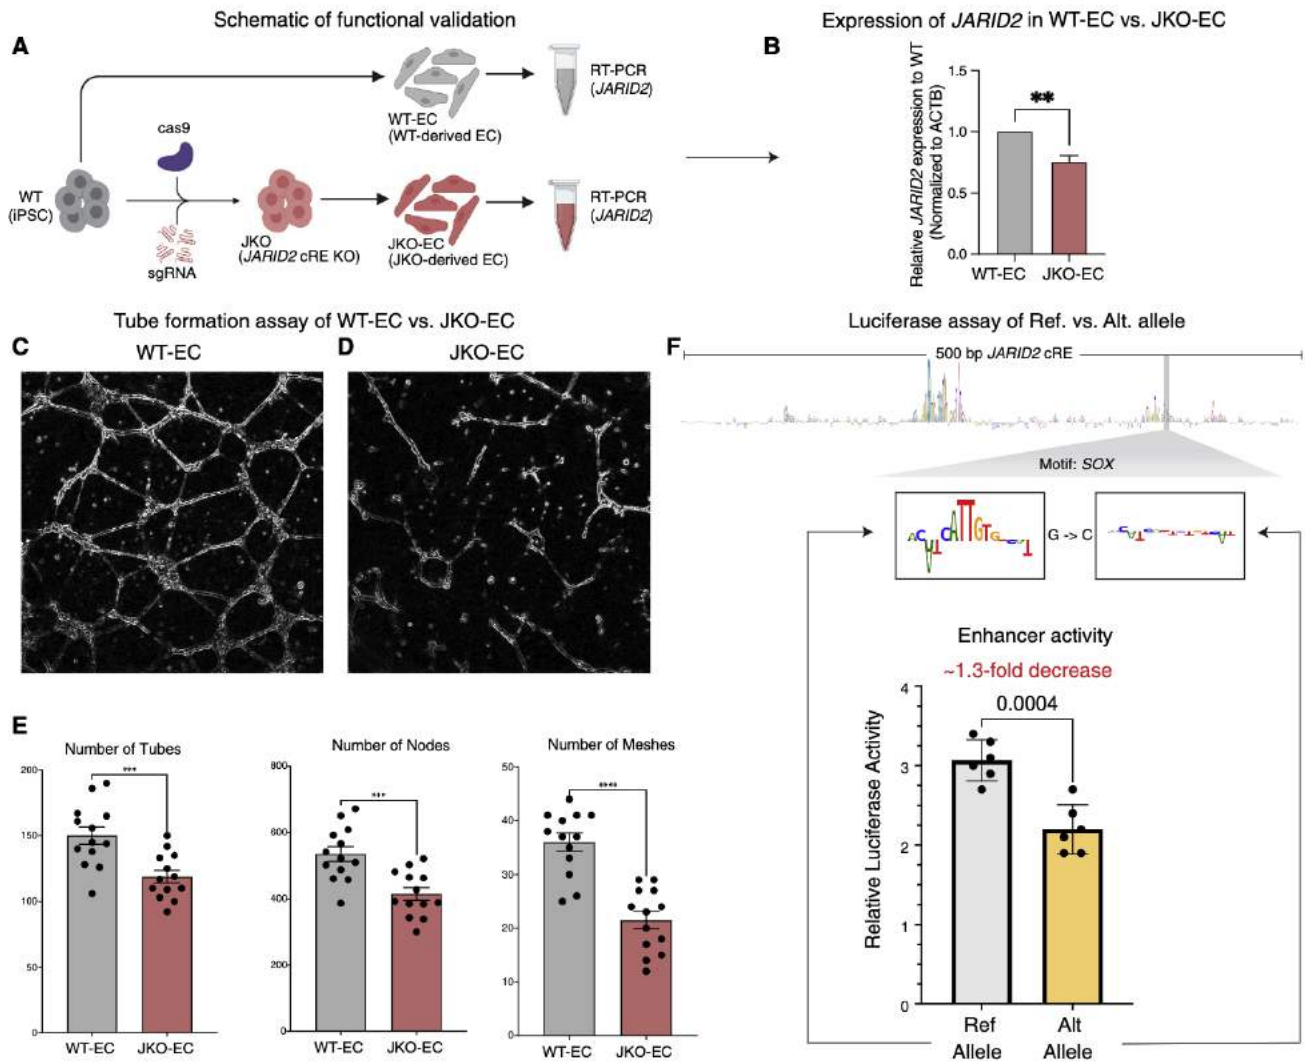 Schematic of functional validation
A
cas9
WT
(iPSC)
sgRNA
JKO
(JARID2 cRE KO)
WT-EC
(WT-derived EC)
JKO-EC
(JKO-derived EC)
RT-PCR
(JARID2)
RT-PCR
(JARID2)
Expression of JARID2 in WT-EC vs. JKO-EC
B
Relative JARID2 expression to WT
(Normalized to ACTB)
1.5
1.0
0.5
0.0
**
WT-EC JKO-EC
Tube formation assay of WT-EC vs. JKO-EC
C
WT-EC
D
JKO-EC
E
Number of Tubes
200
150
100
50
0
***
WT-EC JKO-EC
Number of Nodes
800
600
400
200
0
***
WT-EC JKO-EC
Number of Meshes
50
40
30
20
10
0
****
WT-EC JKO-EC
Luciferase assay of Ref. vs. Alt. allele
F
500 bp JARID2 cRE
Motif: SOX
G -> C
Enhancer activity
~1.3-fold decrease
0.0004
Relative Luciferase Activity
4
3
2
1
0
Ref
Allele
Alt
Allele